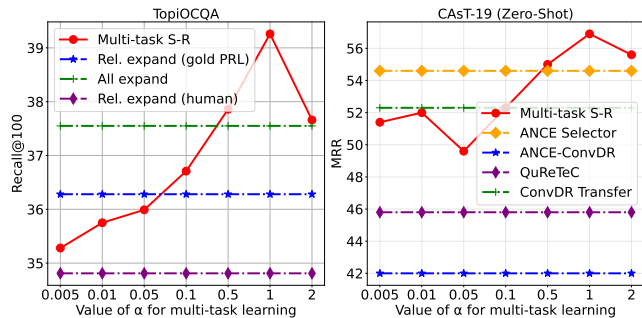 TopiOCQA
Recall@100
39
38
37
36
35
Multi-task S-R
Rel. expand (gold PRL)
All expand
Rel. expand (human)
0.005 0.01 0.05 0.1 0.5 1 2
Value of α for multi-task learning
CAsT-19 (Zero-Shot)
MRR
56
54
52
50
48
46
44
42
Multi-task S-R
ANCE Selector
ANCE-ConvDR
QuReTeC
ConvDR Transfer
0.005 0.01 0.05 0.1 0.5 1 2
Value of α for multi-task learning